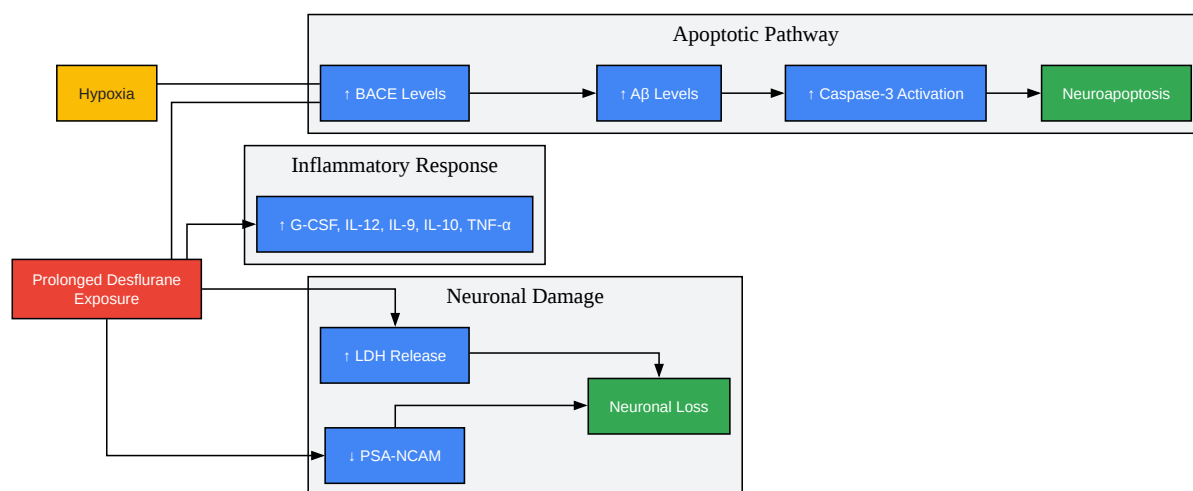 Apoptotic Pathway
Hypoxia
↑ BACE Levels
↑ Aβ Levels
↑ Caspase-3 Activation
Neuroapoptosis
Inflammatory Response
↑ G-CSF, IL-12, IL-9, IL-10, TNF-α
Prolonged Desflurane
Exposure
Neuronal Damage
↑ LDH Release
Neuronal Loss
↓ PSA-NCAM